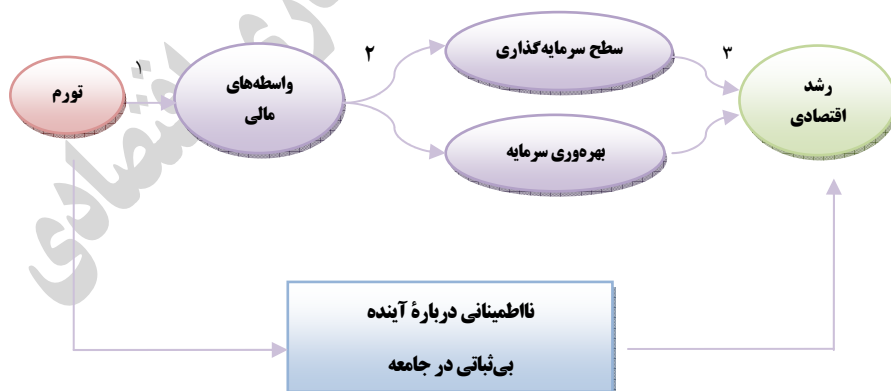 تورم
۱
واسطه‌های
مالی
۲
سطح سرمایه‌گذاری
بهره‌وری سرمایه
۳
رشد
اقتصادی
نااطمینانی دربارهٔ آینده
بی‌ثباتی در جامعه
اقتصادی